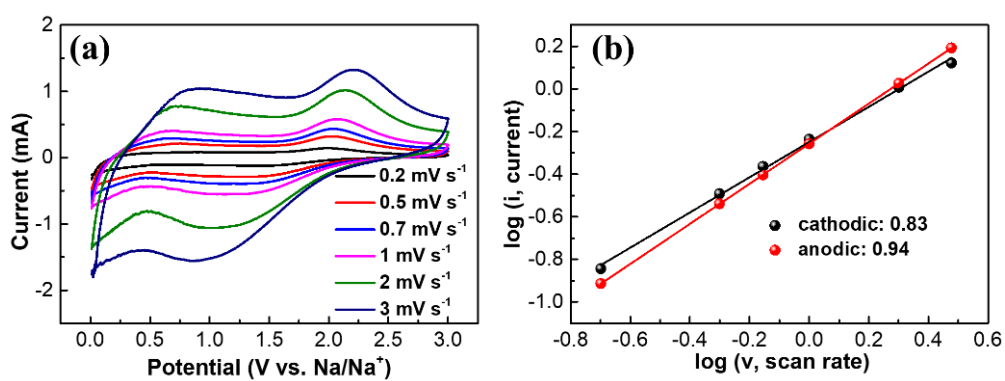 (a)
Current (mA)
2
1
0
-1
-2
0.2 mV s⁻¹
0.5 mV s⁻¹
0.7 mV s⁻¹
1 mV s⁻¹
2 mV s⁻¹
3 mV s⁻¹
0.0 0.5 1.0 1.5 2.0 2.5 3.0
Potential (V vs. Na/Na⁺)
(b)
log (i, current)
0.2
0.0
-0.2
-0.4
-0.6
-0.8
-1.0
cathodic: 0.83
anodic: 0.94
-0.8 -0.6 -0.4 -0.2 0.0 0.2 0.4 0.6
log (v, scan rate)